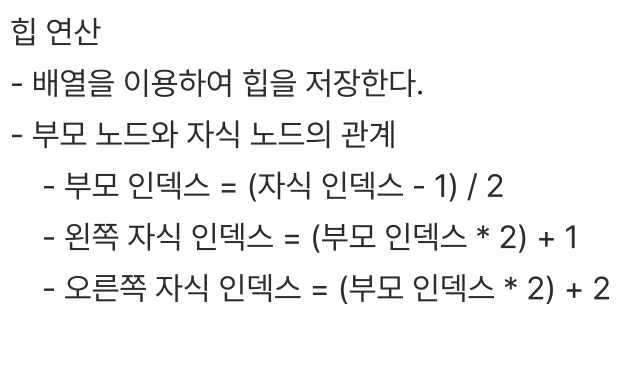 힙 연산
- 배열을 이용하여 힙을 저장한다.
- 부모 노드와 자식 노드의 관계
- 부모 인덱스 = (자식 인덱스 - 1) / 2
- 왼쪽 자식 인덱스 = (부모 인덱스 * 2) + 1
- 오른쪽 자식 인덱스 = (부모 인덱스 * 2) + 2